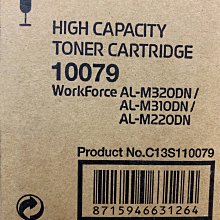 HIGH CAPACITY
TONER CARTRIDGE
10079
WorkForce AL-M320DN/
AL-M310DN/
AL-M220DN
Product No.C13S110079
8715946631264